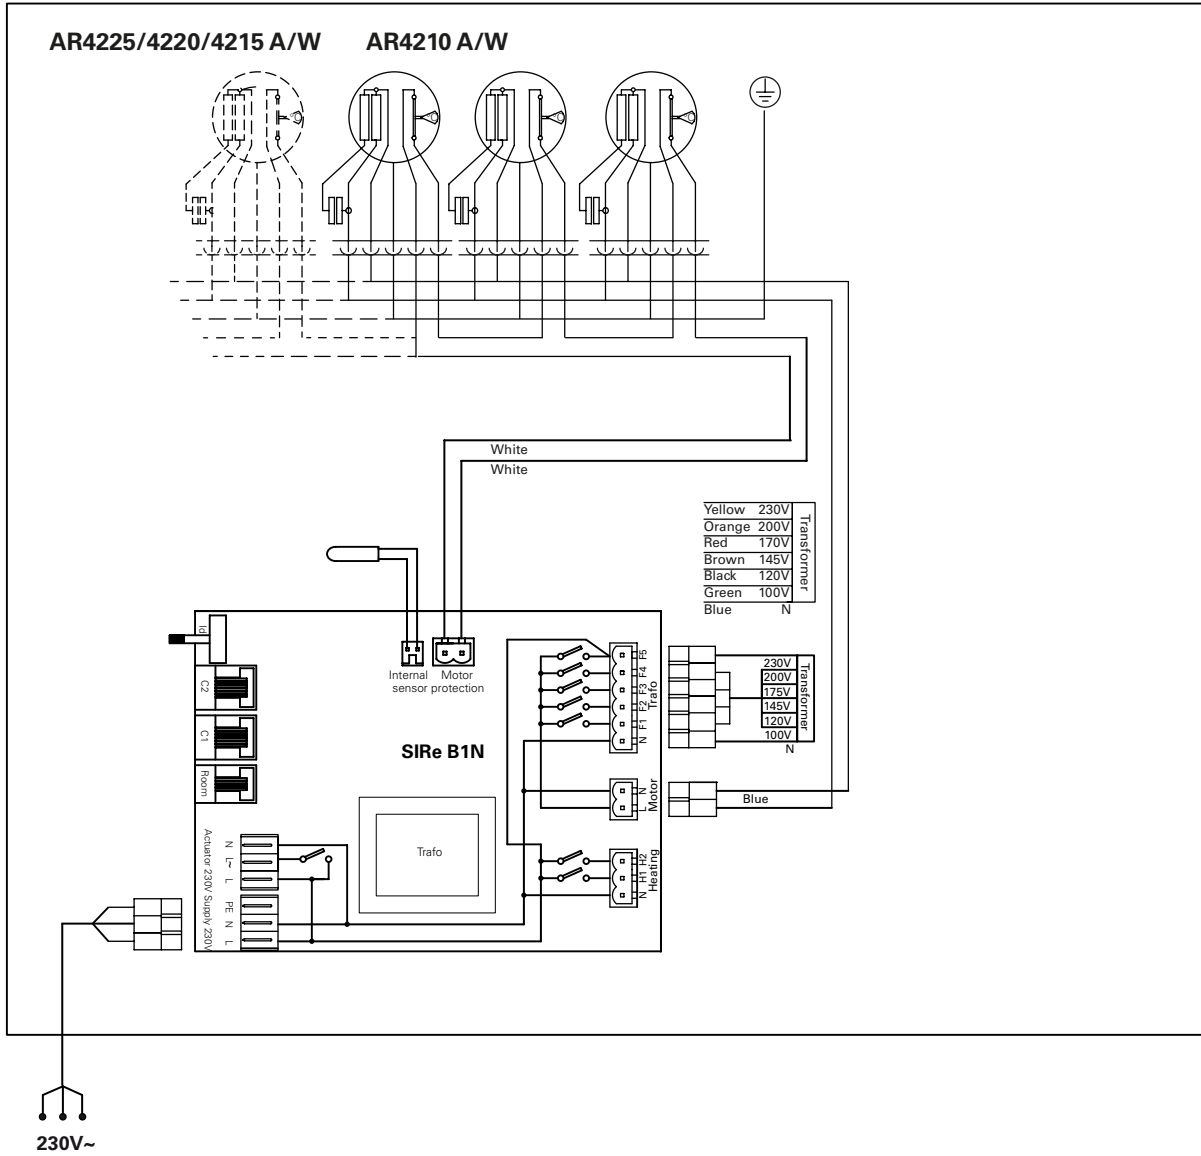 AR4225/4220/4215 A/W
AR4210 A/W
White
White
Yellow 230V
Orange 200V
Red 170V
Brown 145V
Black 120V
Green 100V
Blue N
Transformer
Id
C2
C1
Room
Internal
sensor
Motor
protection
SIRe B1N
Trafo
F5
F4
F3
F2
F1
N
Trafo
230V
200V
175V
145V
120V
100V
N
Transformer
N
L
Motor
Blue
H2
H1
N
Heating
Actuator 230V
N
L~
L
Supply 230V
PE
N
L
230V~